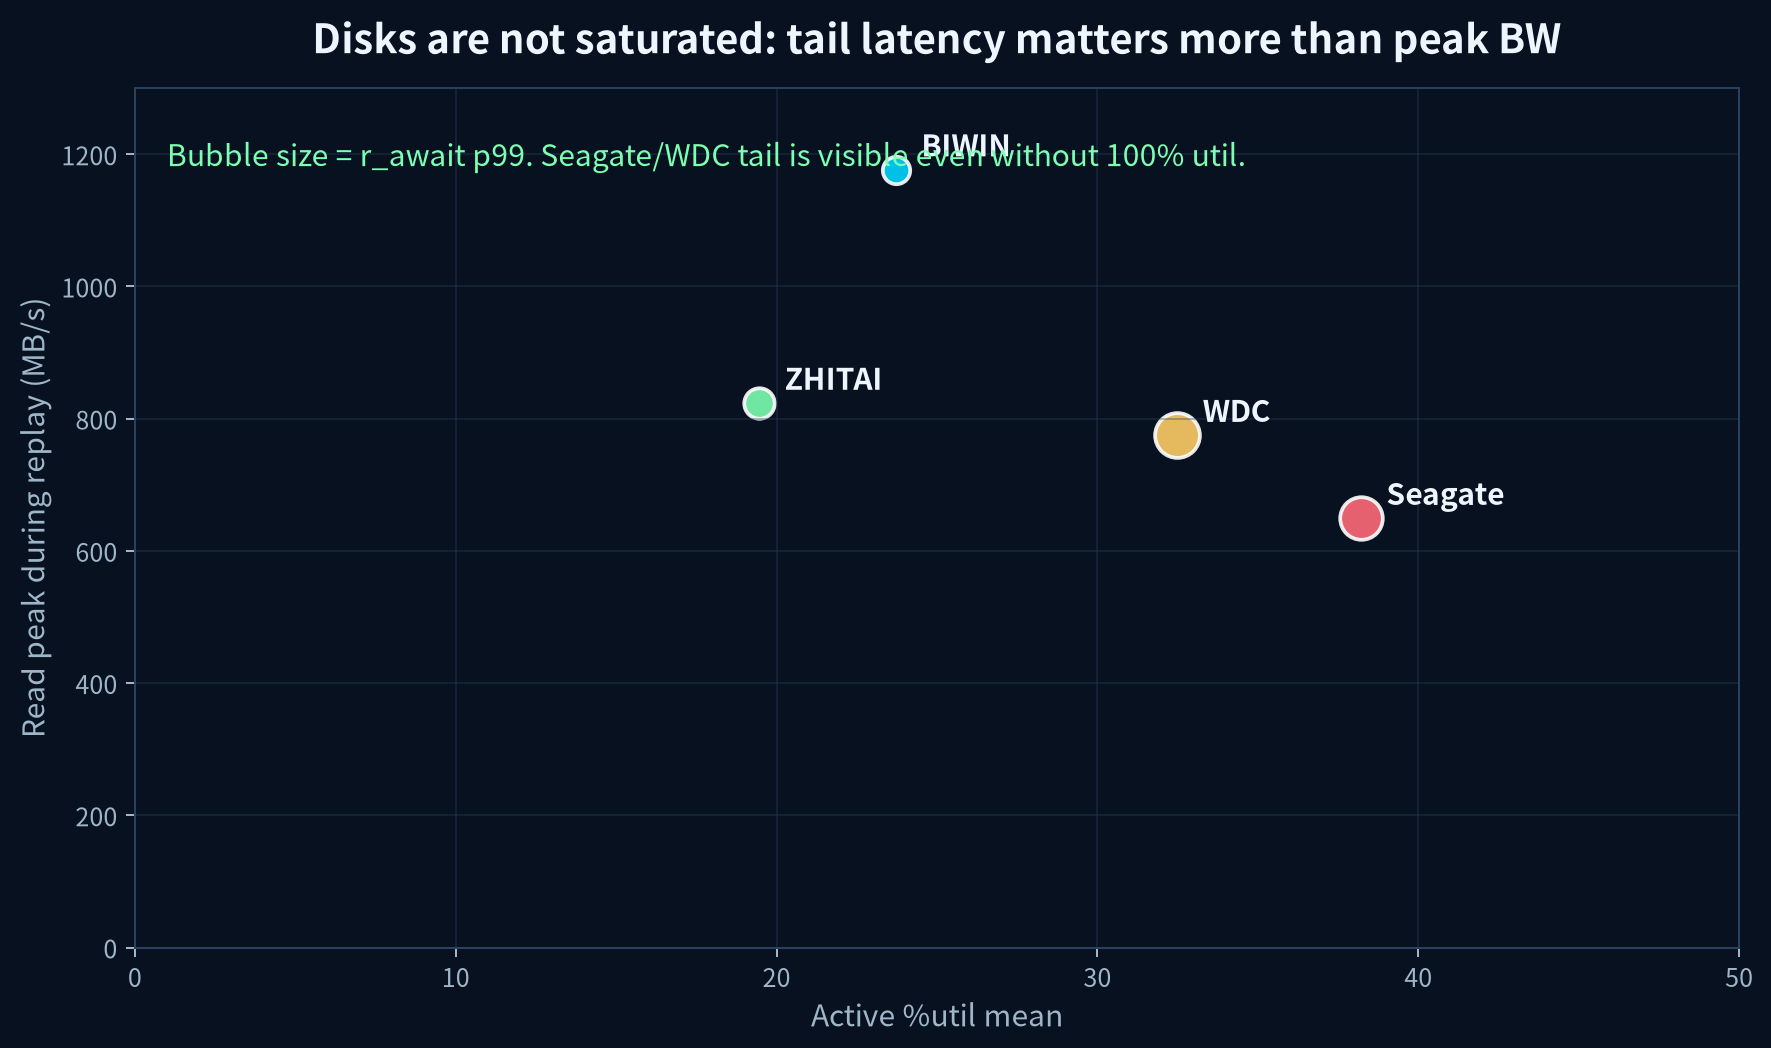 Disks are not saturated: tail latency matters more than peak BW
Bubble size = r_await p99. Seagate/WDC tail is visible even without 100% util.
BIWIN
ZHITAI
WDC
Seagate
Read peak during replay (MB/s)
1200
1000
800
600
400
200
0
0 10 20 30 40 50
Active %util mean